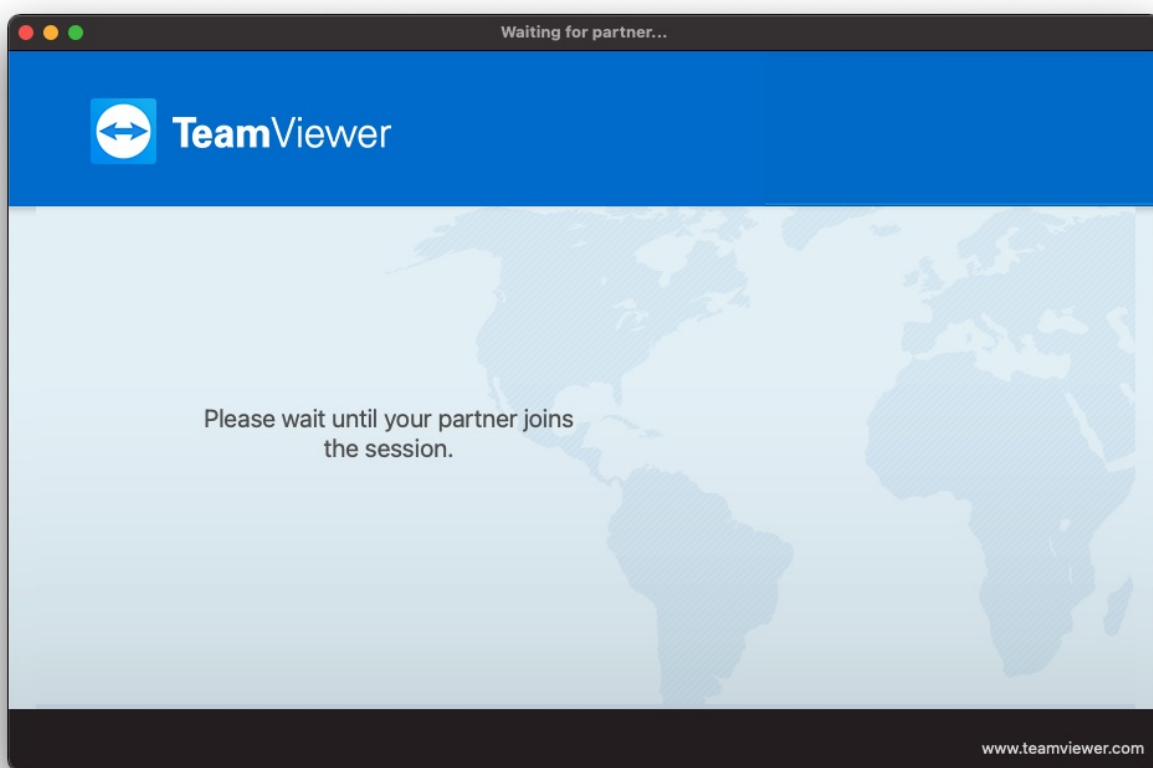 Waiting for partner...
TeamViewer
Please wait until your partner joins
the session.
www.teamviewer.com